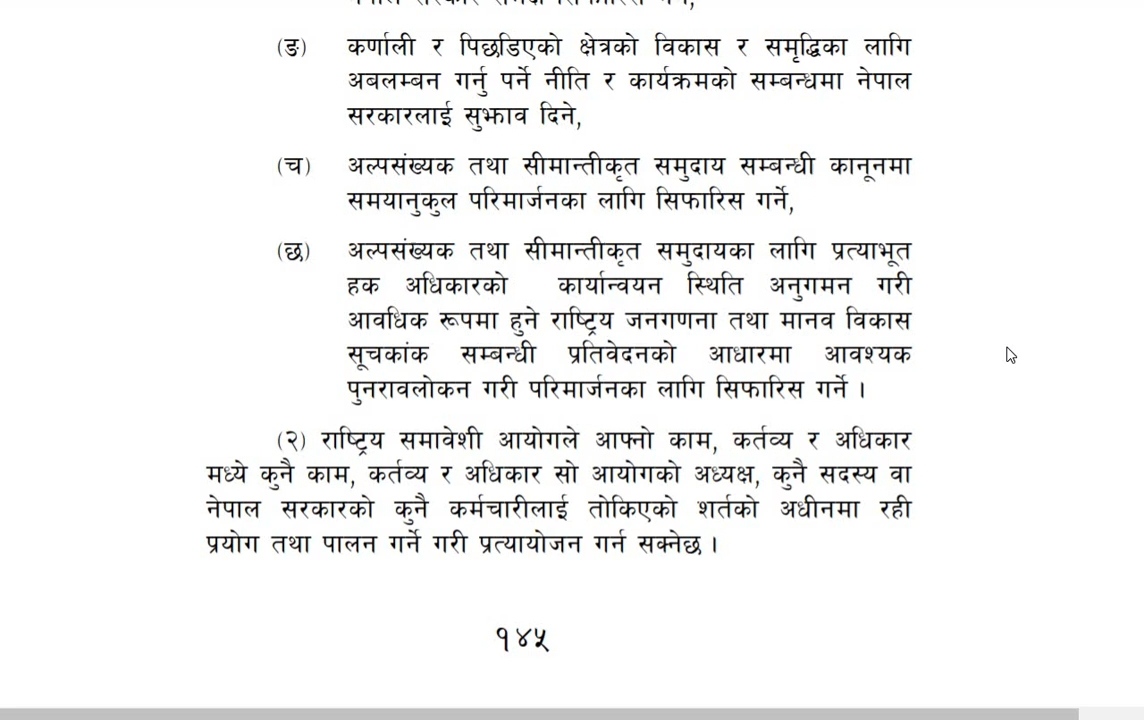 (ङ) कर्णाली र पिछडिएको क्षेत्रको विकास र समृद्धिका लागि
अबलम्बन गर्नु पर्ने नीति र कार्यक्रमको सम्बन्धमा नेपाल
सरकारलाई सुझाव दिने,
(च) अल्पसंख्यक तथा सीमान्तीकृत समुदाय सम्बन्धी कानूनमा
समयानुकुल परिमार्जनका लागि सिफारिस गर्ने,
(छ) अल्पसंख्यक तथा सीमान्तीकृत समुदायका लागि प्रत्याभूत
हक अधिकारको कार्यान्वयन स्थिति अनुगमन गरी
आवधिक रूपमा हुने राष्ट्रिय जनगणना तथा मानव विकास
सूचकांक सम्बन्धी प्रतिवेदनको आधारमा आवश्यक
पुनरावलोकन गरी परिमार्जनका लागि सिफारिस गर्ने ।
(२) राष्ट्रिय समावेशी आयोगले आफ्नो काम, कर्तव्य र अधिकार
मध्ये कुनै काम, कर्तव्य र अधिकार सो आयोगको अध्यक्ष, कुनै सदस्य वा
नेपाल सरकारको कुनै कर्मचारीलाई तोकिएको शर्तको अधीनमा रही
प्रयोग तथा पालन गर्ने गरी प्रत्यायोजन गर्न सक्नेछ ।
१४५